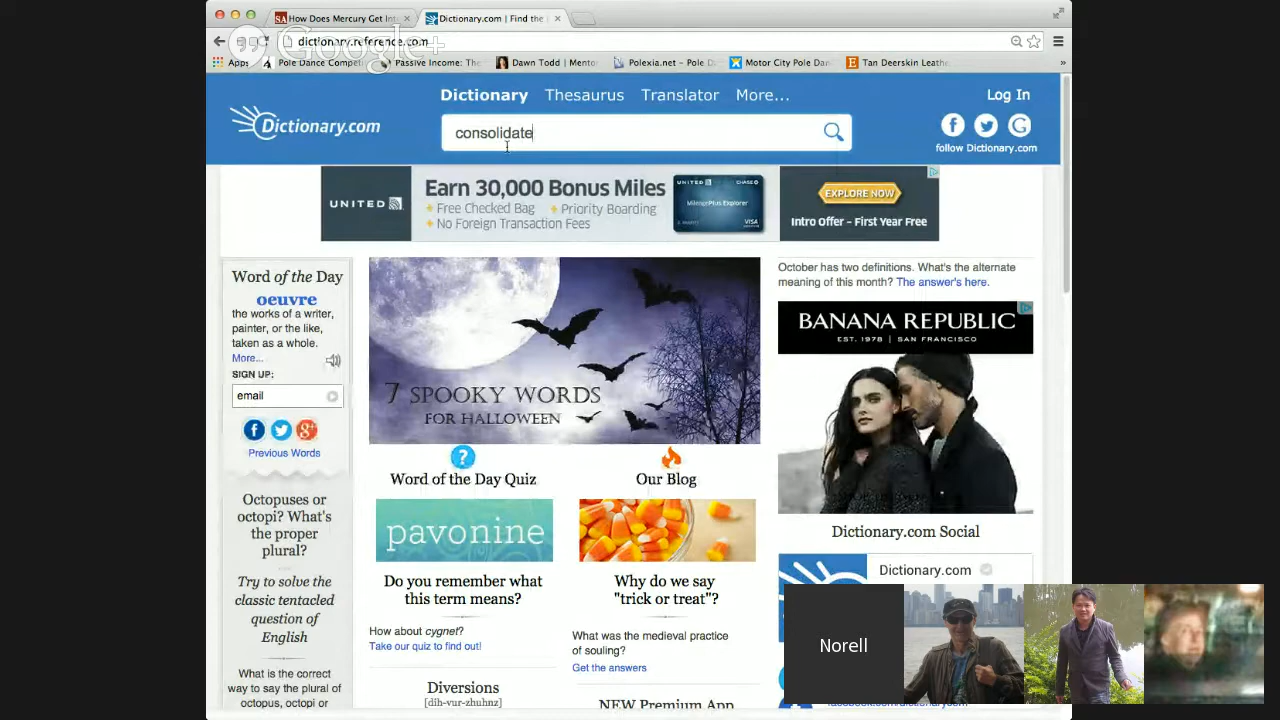 How Does Mercury Get Int
Dictionary.com | Find the
Google+
dictionary.reference.com
Apps
Pole Dance Compet
Passive Income: The
Dawn Todd | Mentor
Polexia.net – Pole D
Motor City Pole Dan
Tan Deerskin Leathe
Dictionary
Thesaurus
Translator
More...
Log In
Dictionary.com
consolidate
follow Dictionary.com
UNITED
Earn 30,000 Bonus Miles
+ Free Checked Bag + Priority Boarding
+ No Foreign Transaction Fees
UNITED
CHASE
MileagePlus Explorer
VISA
EXPLORE NOW
Intro Offer – First Year Free
Word of the Day
oeuvre
the works of a writer,
painter, or the like,
taken as a whole.
More...
SIGN UP:
email
Previous Words
Octopuses or
octopi? What's
the proper
plural?
Try to solve the
classic tentacled
question of
English
What is the correct
way to say the plural of
octopus, octopi or
7 SPOOKY WORDS
FOR HALLOWEEN
Word of the Day Quiz
pavonine
Do you remember what
this term means?
How about cygnet?
Take our quiz to find out!
Diversions
[dih-vur-zhuhnz]
Our Blog
Why do we say
"trick or treat"?
What was the medieval practice
of souling?
Get the answers
NEW Premium App
October has two definitions. What's the alternate
meaning of this month? The answer's here.
BANANA REPUBLIC
EST. 1978 | SAN FRANCISCO
Dictionary.com Social
Dictionary.com
facebook.com/dictionarycom
Norell